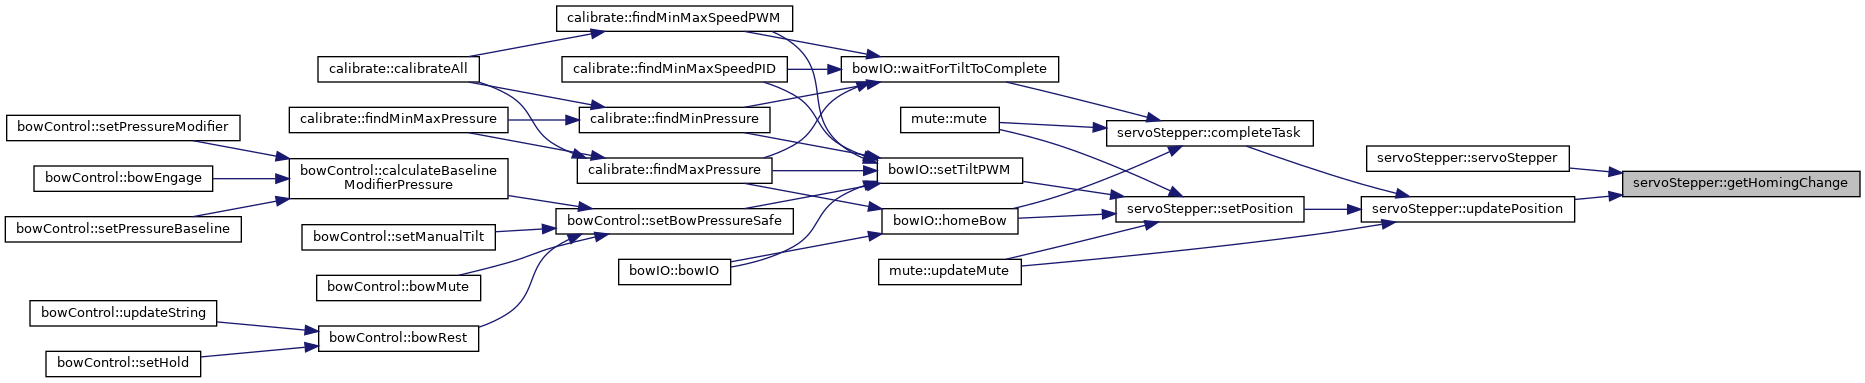 calibrate::findMinMaxSpeedPWM
calibrate::calibrateAll
calibrate::findMinMaxSpeedPID
bowIO::waitForTiltToComplete
bowControl::setPressureModifier
calibrate::findMinMaxPressure
calibrate::findMinPressure
mute::mute
servoStepper::completeTask
bowControl::bowEngage
bowControl::calculateBaseline
ModifierPressure
calibrate::findMaxPressure
bowIO::setTiltPWM
servoStepper::servoStepper
servoStepper::getHomingChange
bowControl::setPressureBaseline
bowControl::setManualTilt
bowControl::setBowPressureSafe
bowIO::homeBow
servoStepper::setPosition
servoStepper::updatePosition
bowControl::bowMute
bowIO::bowIO
mute::updateMute
bowControl::updateString
bowControl::bowRest
bowControl::setHold